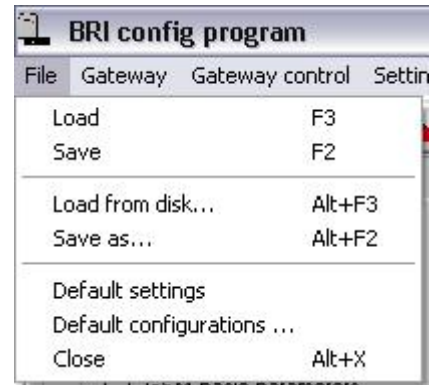 BRI config program
File Gateway Gateway control Settin
Load F3
Save F2
Load from disk... Alt+F3
Save as... Alt+F2
Default settings
Default configurations ...
Close Alt+X